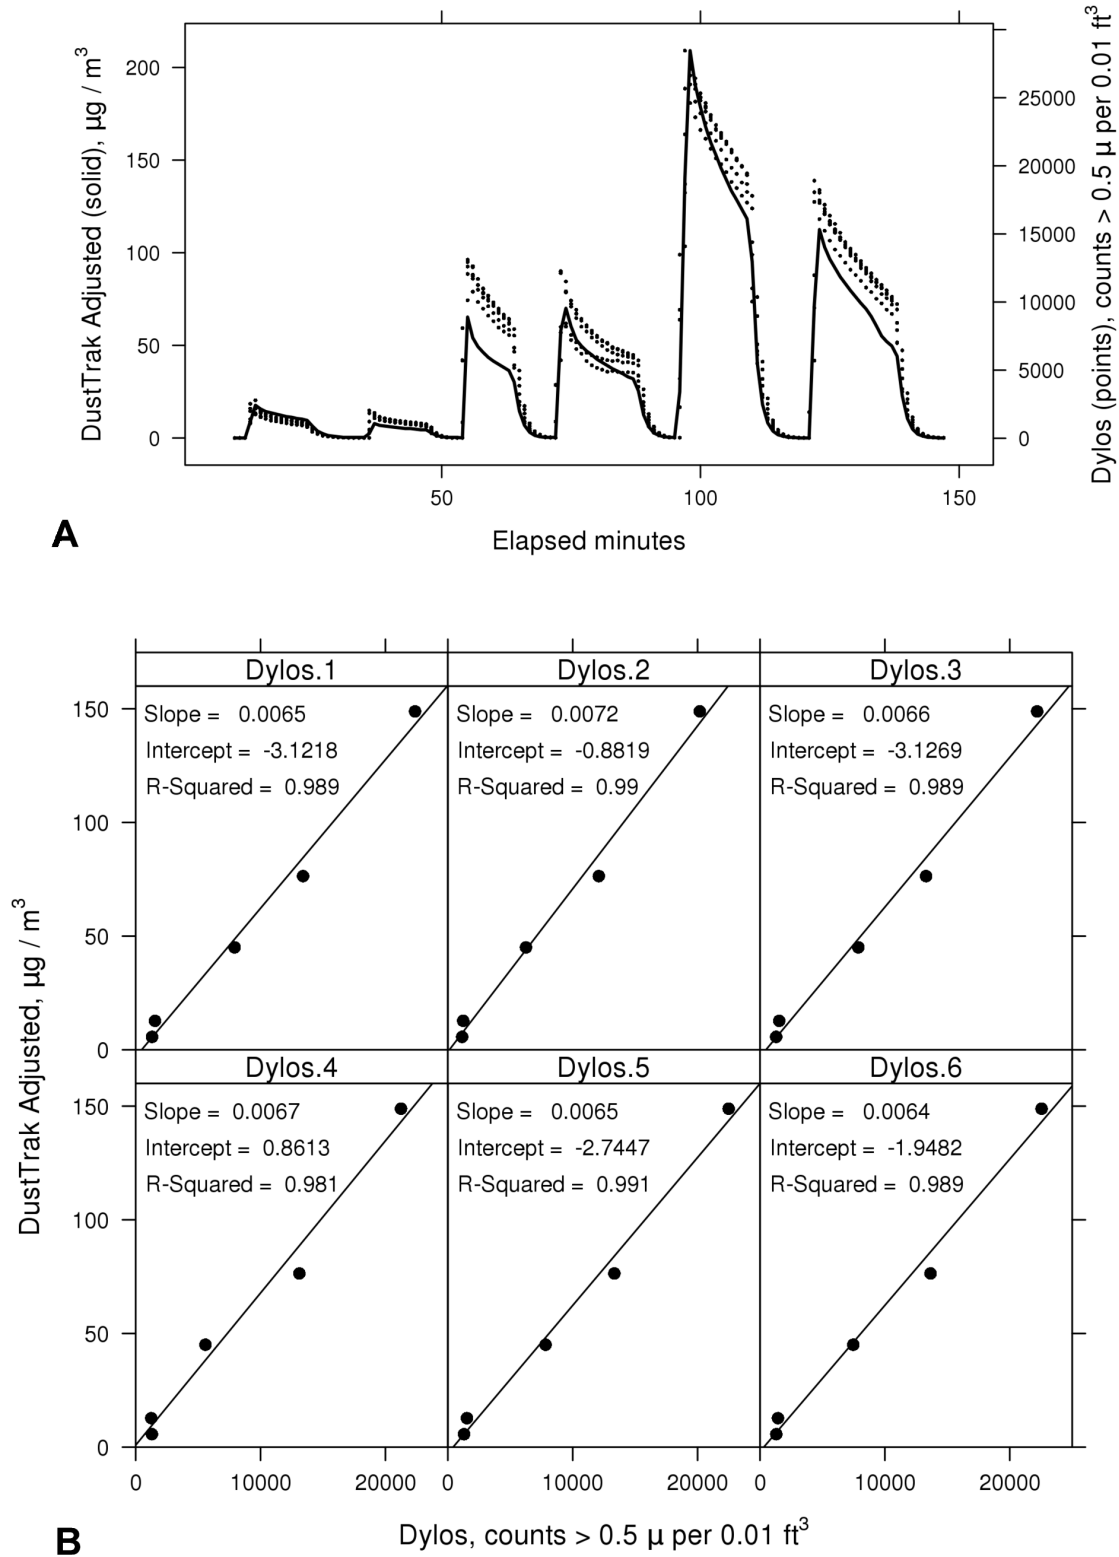 DustTrak Adjusted (solid), µg / m³
200
150
100
50
0
25000
20000
15000
10000
5000
0
Dylos (points), counts > 0.5 µ per 0.01 ft³
50 100 150
Elapsed minutes
A
Dylos.1 Dylos.2 Dylos.3
Slope = 0.0065
Intercept = -3.1218
R-Squared = 0.989
Slope = 0.0072
Intercept = -0.8819
R-Squared = 0.99
Slope = 0.0066
Intercept = -3.1269
R-Squared = 0.989
150
100
50
0
Dylos.4 Dylos.5 Dylos.6
Slope = 0.0067
Intercept = 0.8613
R-Squared = 0.981
Slope = 0.0065
Intercept = -2.7447
R-Squared = 0.991
Slope = 0.0064
Intercept = -1.9482
R-Squared = 0.989
150
100
50
0
DustTrak Adjusted, µg / m³
0 10000 20000 0 10000 20000 0 10000 20000
Dylos, counts > 0.5 µ per 0.01 ft³
B